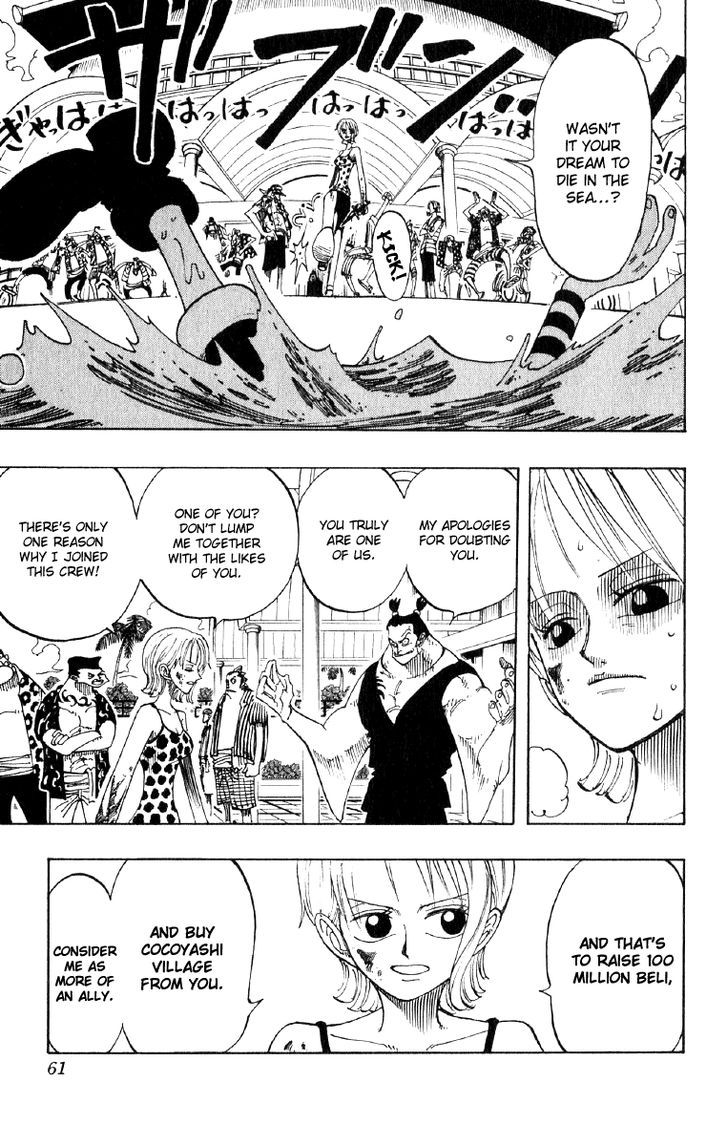 ザブン
ぎゃっはっはっはっはっはっはっはっ
WASN'T
IT YOUR
DREAM TO
DIE IN THE
SEA...?
KICK!
MY APOLOGIES
FOR DOUBTING
YOU.
YOU TRULY
ARE ONE
OF US.
ONE OF YOU?
DON'T LUMP
ME TOGETHER
WITH THE LIKES
OF YOU.
THERE'S ONLY
ONE REASON
WHY I JOINED
THIS CREW!
AND THAT'S
TO RAISE 100
MILLION BELI,
AND BUY
COCOYASHI
VILLAGE
FROM YOU.
CONSIDER
ME AS
MORE OF
AN ALLY.
61